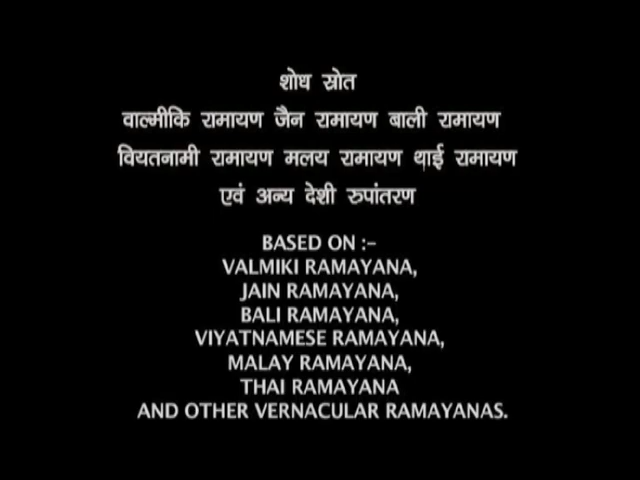 शोध स्रोत
वाल्मीकि रामायण जैन रामायण बाली रामायण
वियतनामी रामायण मलय रामायण थाई रामायण
एवं अन्य देशी रुपांतरण
BASED ON :-
VALMIKI RAMAYANA,
JAIN RAMAYANA,
BALI RAMAYANA,
VIYATNAMESE RAMAYANA,
MALAY RAMAYANA,
THAI RAMAYANA
AND OTHER VERNACULAR RAMAYANAS.